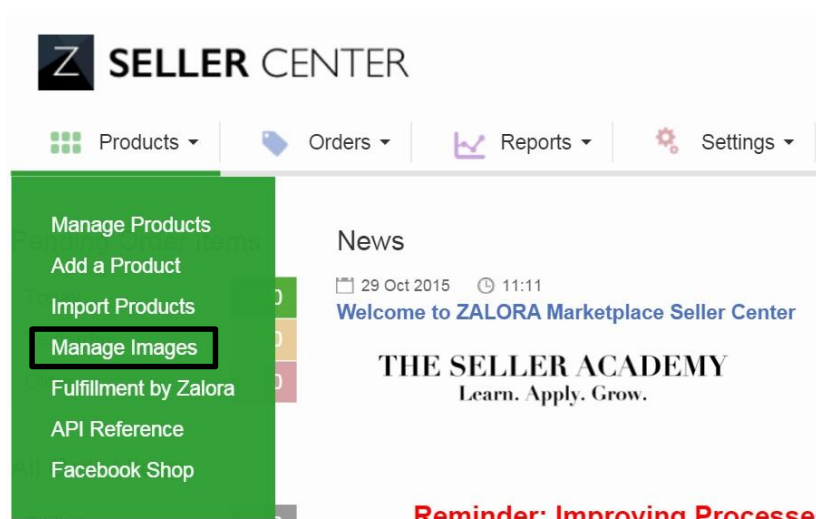 Z SELLER CENTER
Products Orders Reports Settings
Manage Products
Add a Product
Import Products
Manage Images
Fulfillment by Zalora
API Reference
Facebook Shop
News
29 Oct 2015 11:11
Welcome to ZALORA Marketplace Seller Center
THE SELLER ACADEMY
Learn. Apply. Grow.
Reminder: Improving Processe